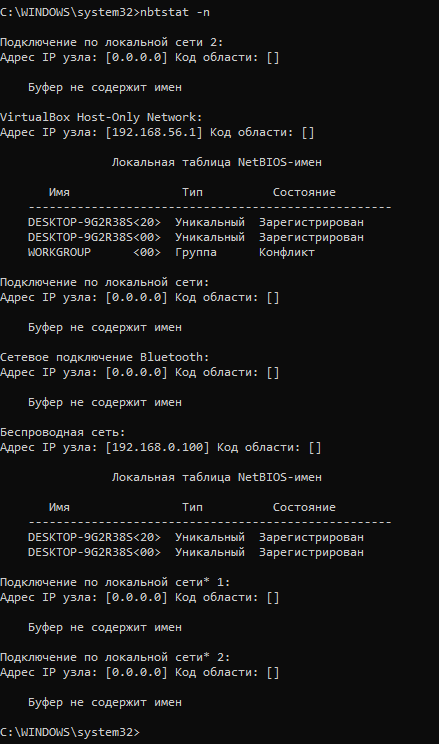 C:\WINDOWS\system32>nbtstat -n
Подключение по локальной сети 2:
Адрес IP узла: [0.0.0.0] Код области: []
Буфер не содержит имен
VirtualBox Host-Only Network:
Адрес IP узла: [192.168.56.1] Код области: []
Локальная таблица NetBIOS-имен
Имя Тип Состояние
----------------------------------------------------
DESKTOP-9G2R38S<20> Уникальный Зарегистрирован
DESKTOP-9G2R38S<00> Уникальный Зарегистрирован
WORKGROUP <00> Группа Конфликт
Подключение по локальной сети:
Адрес IP узла: [0.0.0.0] Код области: []
Буфер не содержит имен
Сетевое подключение Bluetooth:
Адрес IP узла: [0.0.0.0] Код области: []
Буфер не содержит имен
Беспроводная сеть:
Адрес IP узла: [192.168.0.100] Код области: []
Локальная таблица NetBIOS-имен
Имя Тип Состояние
----------------------------------------------------
DESKTOP-9G2R38S<20> Уникальный Зарегистрирован
DESKTOP-9G2R38S<00> Уникальный Зарегистрирован
Подключение по локальной сети* 1:
Адрес IP узла: [0.0.0.0] Код области: []
Буфер не содержит имен
Подключение по локальной сети* 2:
Адрес IP узла: [0.0.0.0] Код области: []
Буфер не содержит имен
C:\WINDOWS\system32>